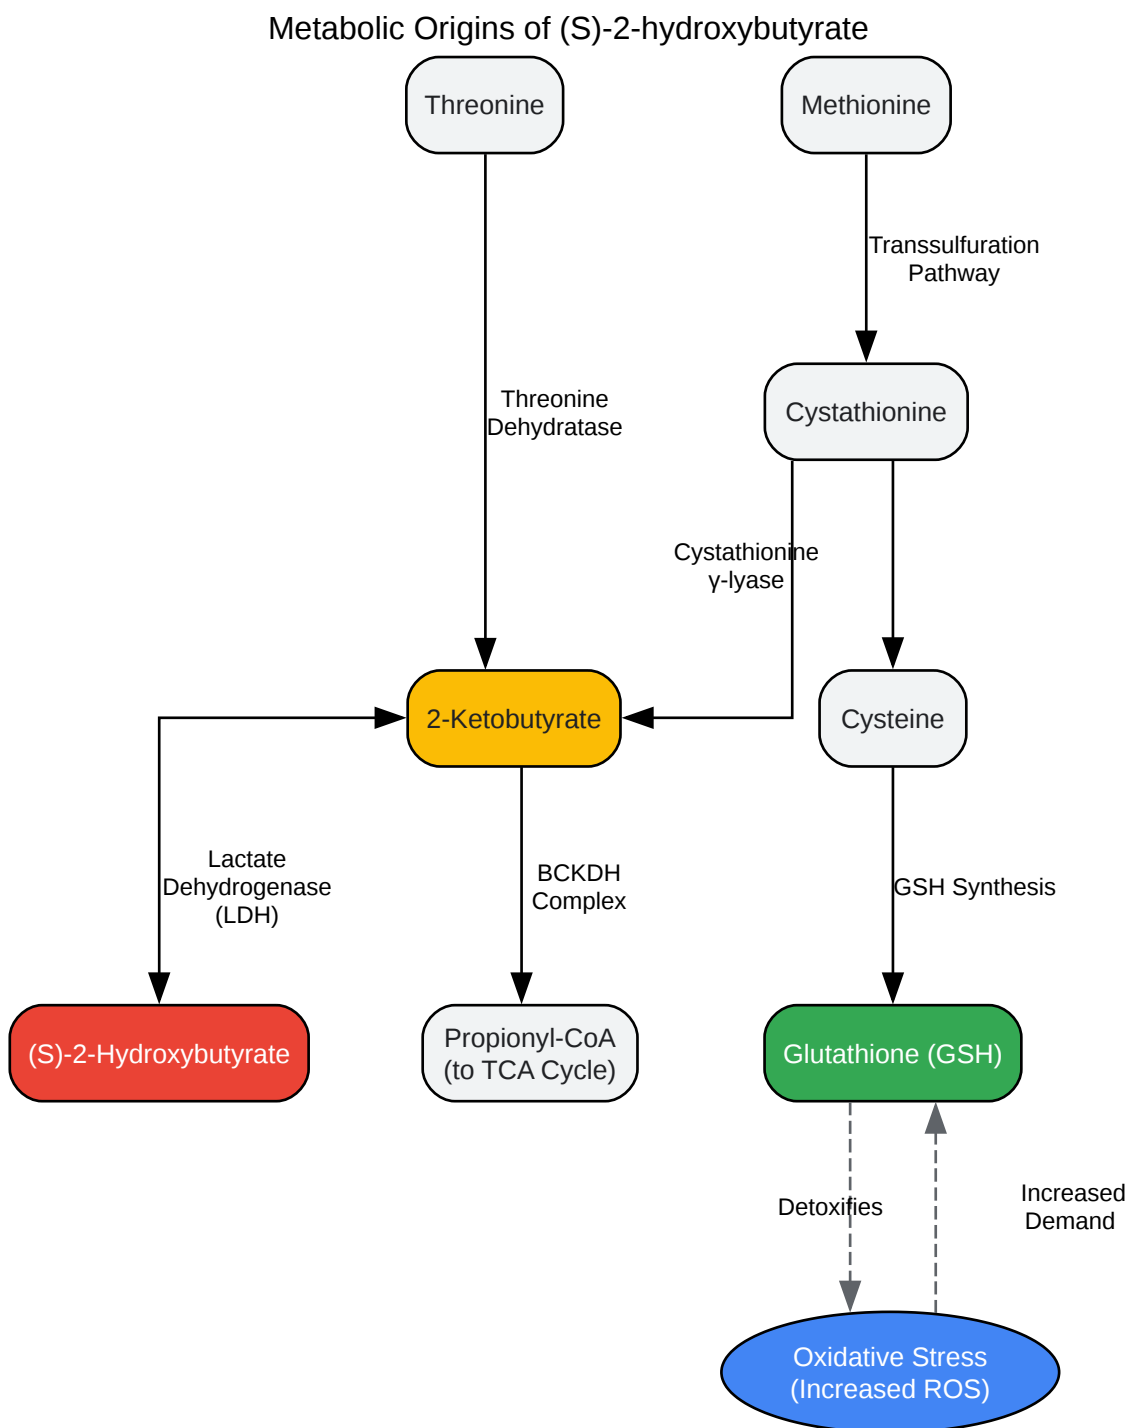 Metabolic Origins of (S)-2-hydroxybutyrate
Threonine
Methionine
Transsulfuration
Pathway
Threonine
Dehydratase
Cystathionine
Cystathionine
γ-lyase
2-Ketobutyrate
Cysteine
Lactate
Dehydrogenase
(LDH)
BCKDH
Complex
GSH Synthesis
(S)-2-Hydroxybutyrate
Propionyl-CoA
(to TCA Cycle)
Glutathione (GSH)
Detoxifies
Increased
Demand
Oxidative Stress
(Increased ROS)